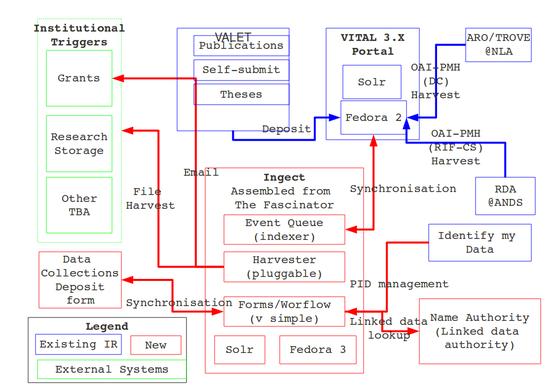 Institutional
Triggers
Grants
Research
Storage
Other
TBA
VALET
Publications
Self-submit
Theses
VITAL 3.X
Portal
Solr
Fedora 2
ARO/TROVE
@NLA
OAI-PMH
(DC)
Harvest
OAI-PMH
(RIF-CS)
Harvest
RDA
@ANDS
Deposit
Email
File
Harvest
Synchronisation
Ingect
Assembled from
The Fascinator
Event Queue
(indexer)
Harvester
(pluggable)
Forms/Worflow
(v simple)
Solr
Fedora 3
Identify my
Data
PID management
Linked data
lookup
Name Authority
(Linked data
authority)
Data
Collections
Deposit
form
Synchronisation
Legend
Existing IR
New
External Systems